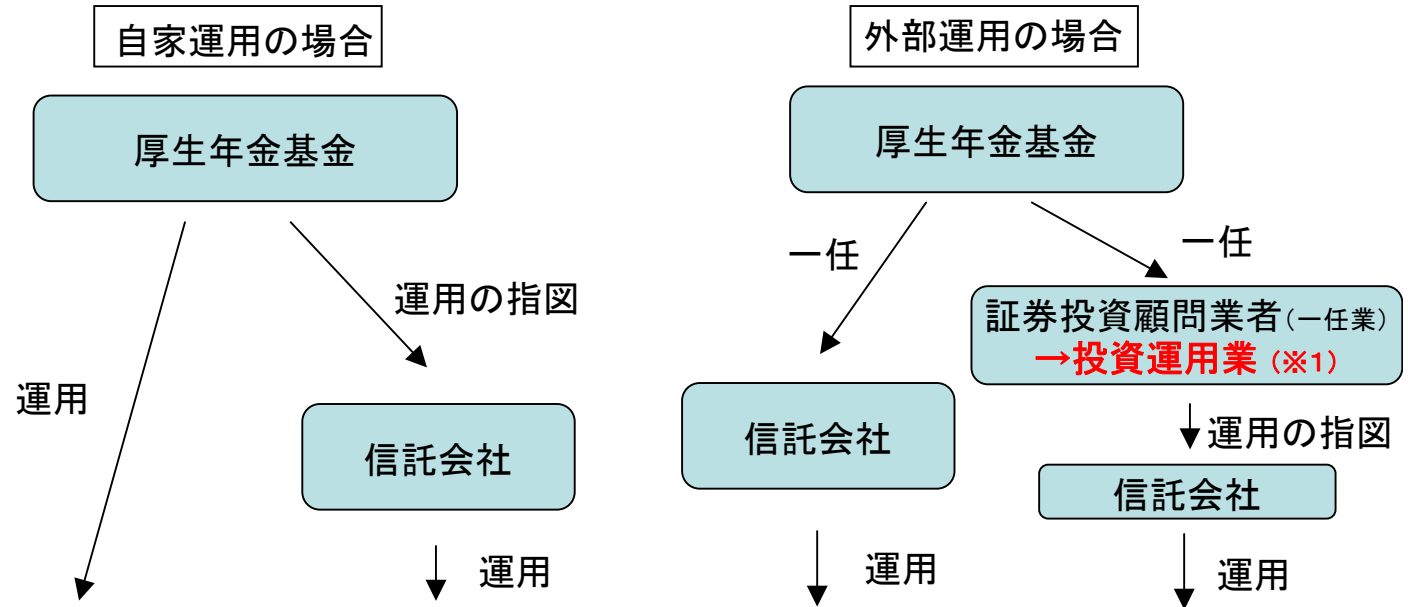 自家運用の場合
厚生年金基金
運用の指図
運用
信託会社
運用
外部運用の場合
厚生年金基金
一任
一任
証券投資顧問業者(一任業)
→投資運用業 (※1)
信託会社
運用の指図
信託会社
運用
運用